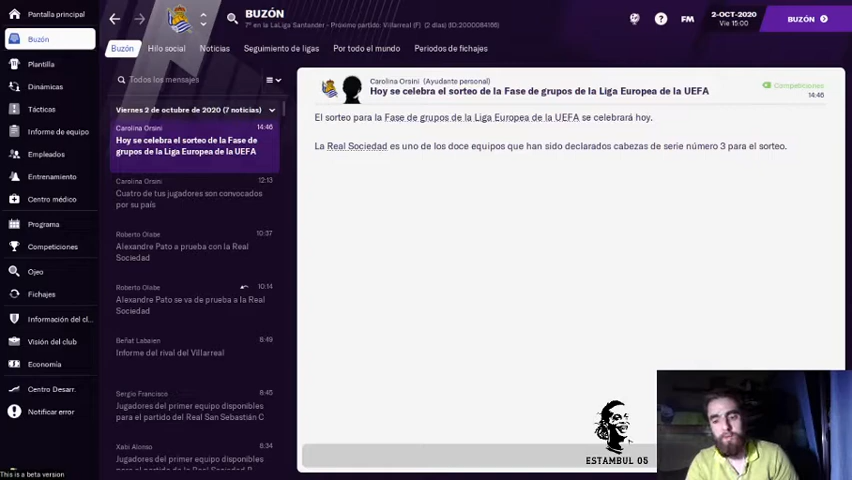 Pantalla principal
BUZÓN
7º en la LaLiga Santander - Próximo partido: Villarreal (F) (2 días) (ID:2000084166)
FM
2-OCT-2020
Vie 15:00
BUZÓN
Buzón
Buzón
Hilo social
Noticias
Seguimiento de ligas
Por todo el mundo
Periodos de fichajes
Plantilla
Dinámicas
Tácticas
Informe de equipo
Empleados
Entrenamiento
Centro médico
Programa
Competiciones
Ojeo
Fichajes
Información del cl...
Visión del club
Economía
Centro Desarr.
Notificar error
This is a beta version
Todos los mensajes
Viernes 2 de octubre de 2020 (7 noticias)
Carolina Orsini 14:46
Hoy se celebra el sorteo de la Fase de
grupos de la Liga Europea de la UEFA
Carolina Orsini 12:13
Cuatro de tus jugadores son convocados
por su país
Roberto Olabe 10:37
Alexandre Pato a prueba con la Real
Sociedad
Roberto Olabe 10:14
Alexandre Pato se va de prueba a la Real
Sociedad
Beñat Labaien 8:49
Informe del rival del Villarreal
Sergio Francisco 8:45
Jugadores del primer equipo disponibles
para el partido del Real San Sebastián C
Xabi Alonso 8:34
Jugadores del primer equipo disponibles
para el partido de la Real Sociedad B
Carolina Orsini (Ayudante personal)
Hoy se celebra el sorteo de la Fase de grupos de la Liga Europea de la UEFA
Competiciones
14:46
El sorteo para la Fase de grupos de la Liga Europea de la UEFA se celebrará hoy.
La Real Sociedad es uno de los doce equipos que han sido declarados cabezas de serie número 3 para el sorteo.
ESTAMBUL 05